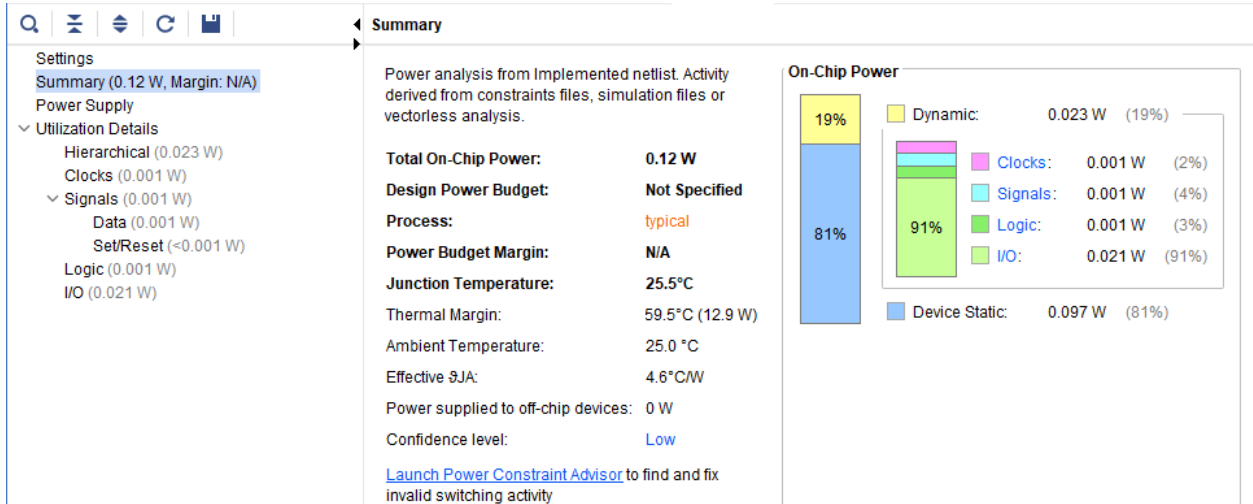 Summary
Settings
Summary (0.12 W, Margin: N/A)
Power Supply
Utilization Details
Hierarchical (0.023 W)
Clocks (0.001 W)
Signals (0.001 W)
Data (0.001 W)
Set/Reset (<0.001 W)
Logic (0.001 W)
I/O (0.021 W)
Power analysis from Implemented netlist. Activity
derived from constraints files, simulation files or
vectorless analysis.
Total On-Chip Power: 0.12 W
Design Power Budget: Not Specified
Process: typical
Power Budget Margin: N/A
Junction Temperature: 25.5°C
Thermal Margin: 59.5°C (12.9 W)
Ambient Temperature: 25.0 °C
Effective ϑJA: 4.6°C/W
Power supplied to off-chip devices: 0 W
Confidence level: Low
Launch Power Constraint Advisor to find and fix
invalid switching activity
On-Chip Power
19%
81%
Dynamic: 0.023 W (19%)
91%
Clocks: 0.001 W (2%)
Signals: 0.001 W (4%)
Logic: 0.001 W (3%)
I/O: 0.021 W (91%)
Device Static: 0.097 W (81%)